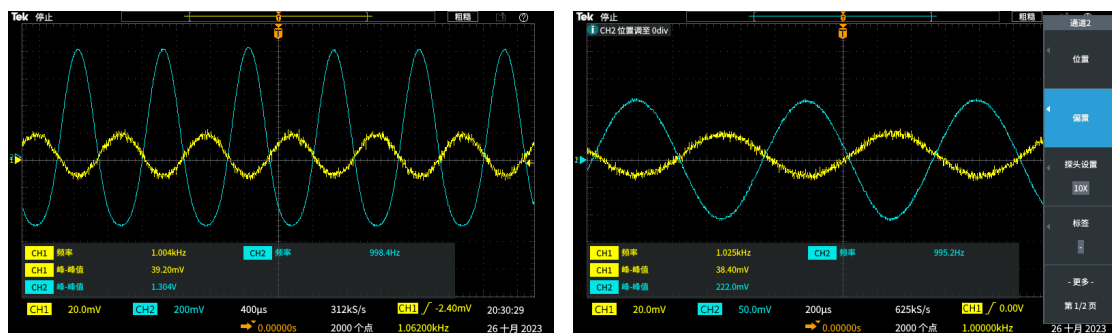 Tek 停止
粗糙
T
CH1 频率 1.004kHz CH2 频率 998.4Hz
CH1 峰-峰值 39.20mV
CH2 峰-峰值 1.304V
CH1 20.0mV CH2 200mV 400µs 312kS/s CH1 -2.40mV 20:30:29
0.00000s 2000 个点 1.06200kHz 26 十月 2023
Tek 停止
粗糙
T
i CH2 位置调至 0div
CH1 频率 1.025kHz CH2 频率 995.2Hz
CH1 峰-峰值 38.40mV
CH2 峰-峰值 222.0mV
CH1 20.0mV CH2 50.0mV 200µs 625kS/s CH1 0.00V
0.00000s 2000 个点 1.00000kHz 26 十月 2023
通道2
位置
偏置
探头设置
10X
标签
-
- 更多 -
第 1/2 页